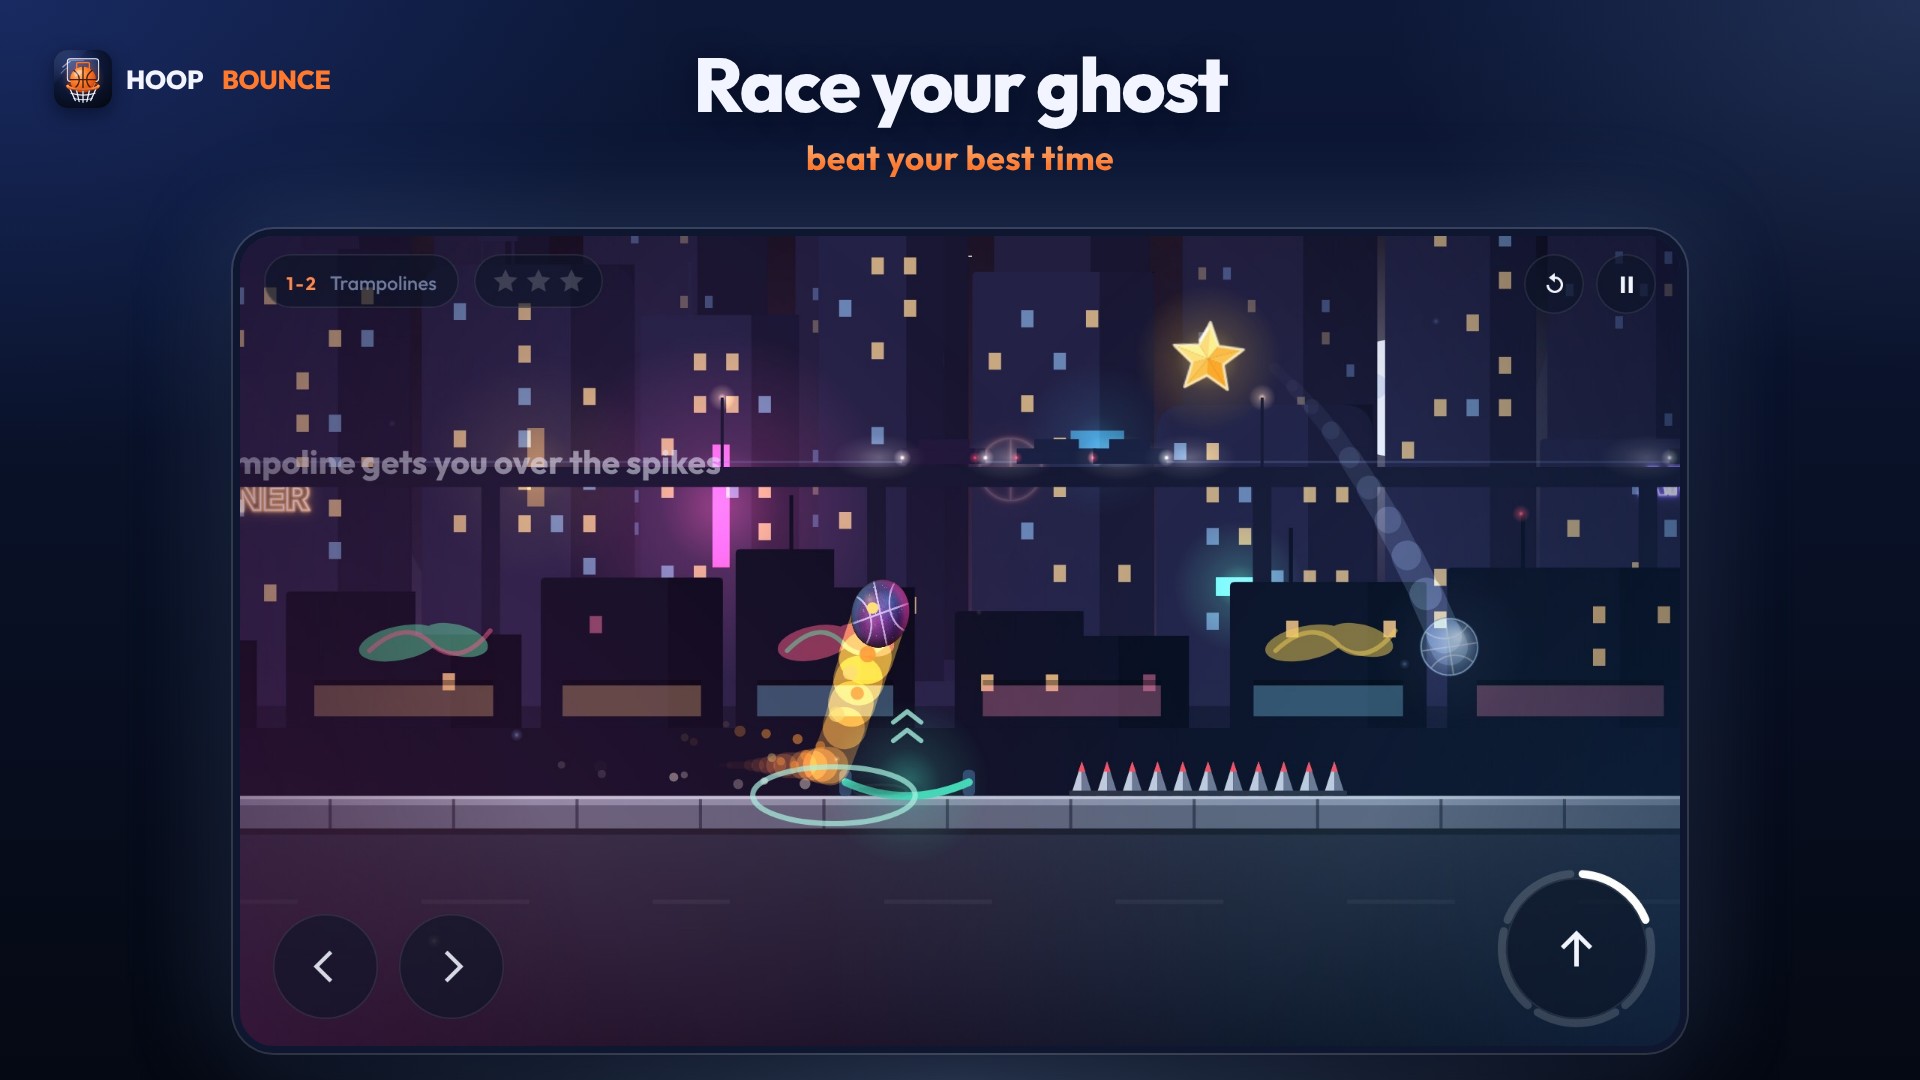 HOOP BOUNCE
Race your ghost
beat your best time
1-2 Trampolines
mpoline gets you over the spikes
NER